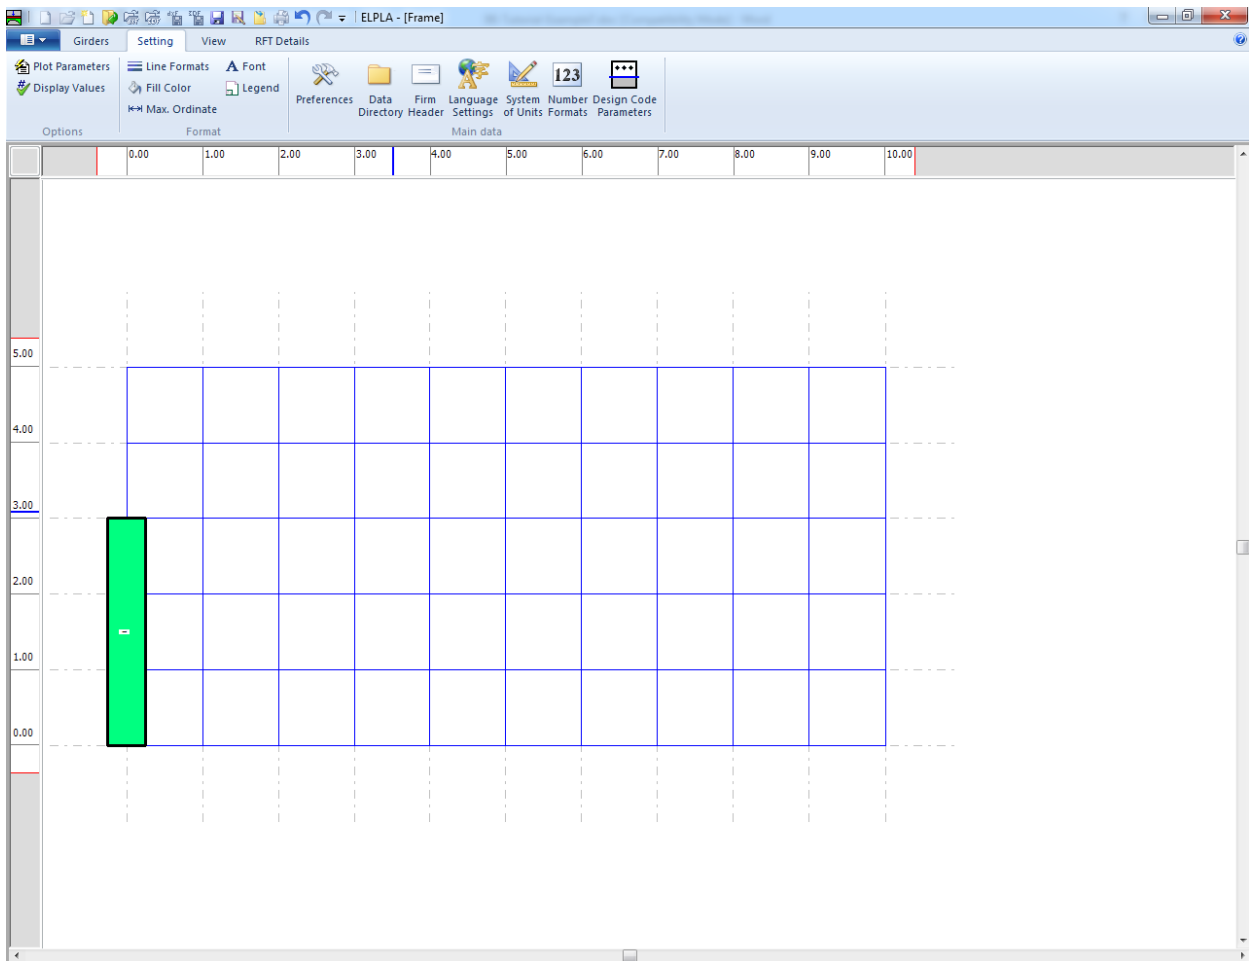 ELPLA - [Frame]
Girders Setting View RFT Details
Plot Parameters Line Formats A Font
Display Values Fill Color Legend
Max. Ordinate
123
Preferences Data Directory Firm Header Language Settings System of Units Number Formats Design Code Parameters
Options Format Main data
0.00 1.00 2.00 3.00 4.00 5.00 6.00 7.00 8.00 9.00 10.00
5.00
4.00
3.00
2.00
1.00
0.00